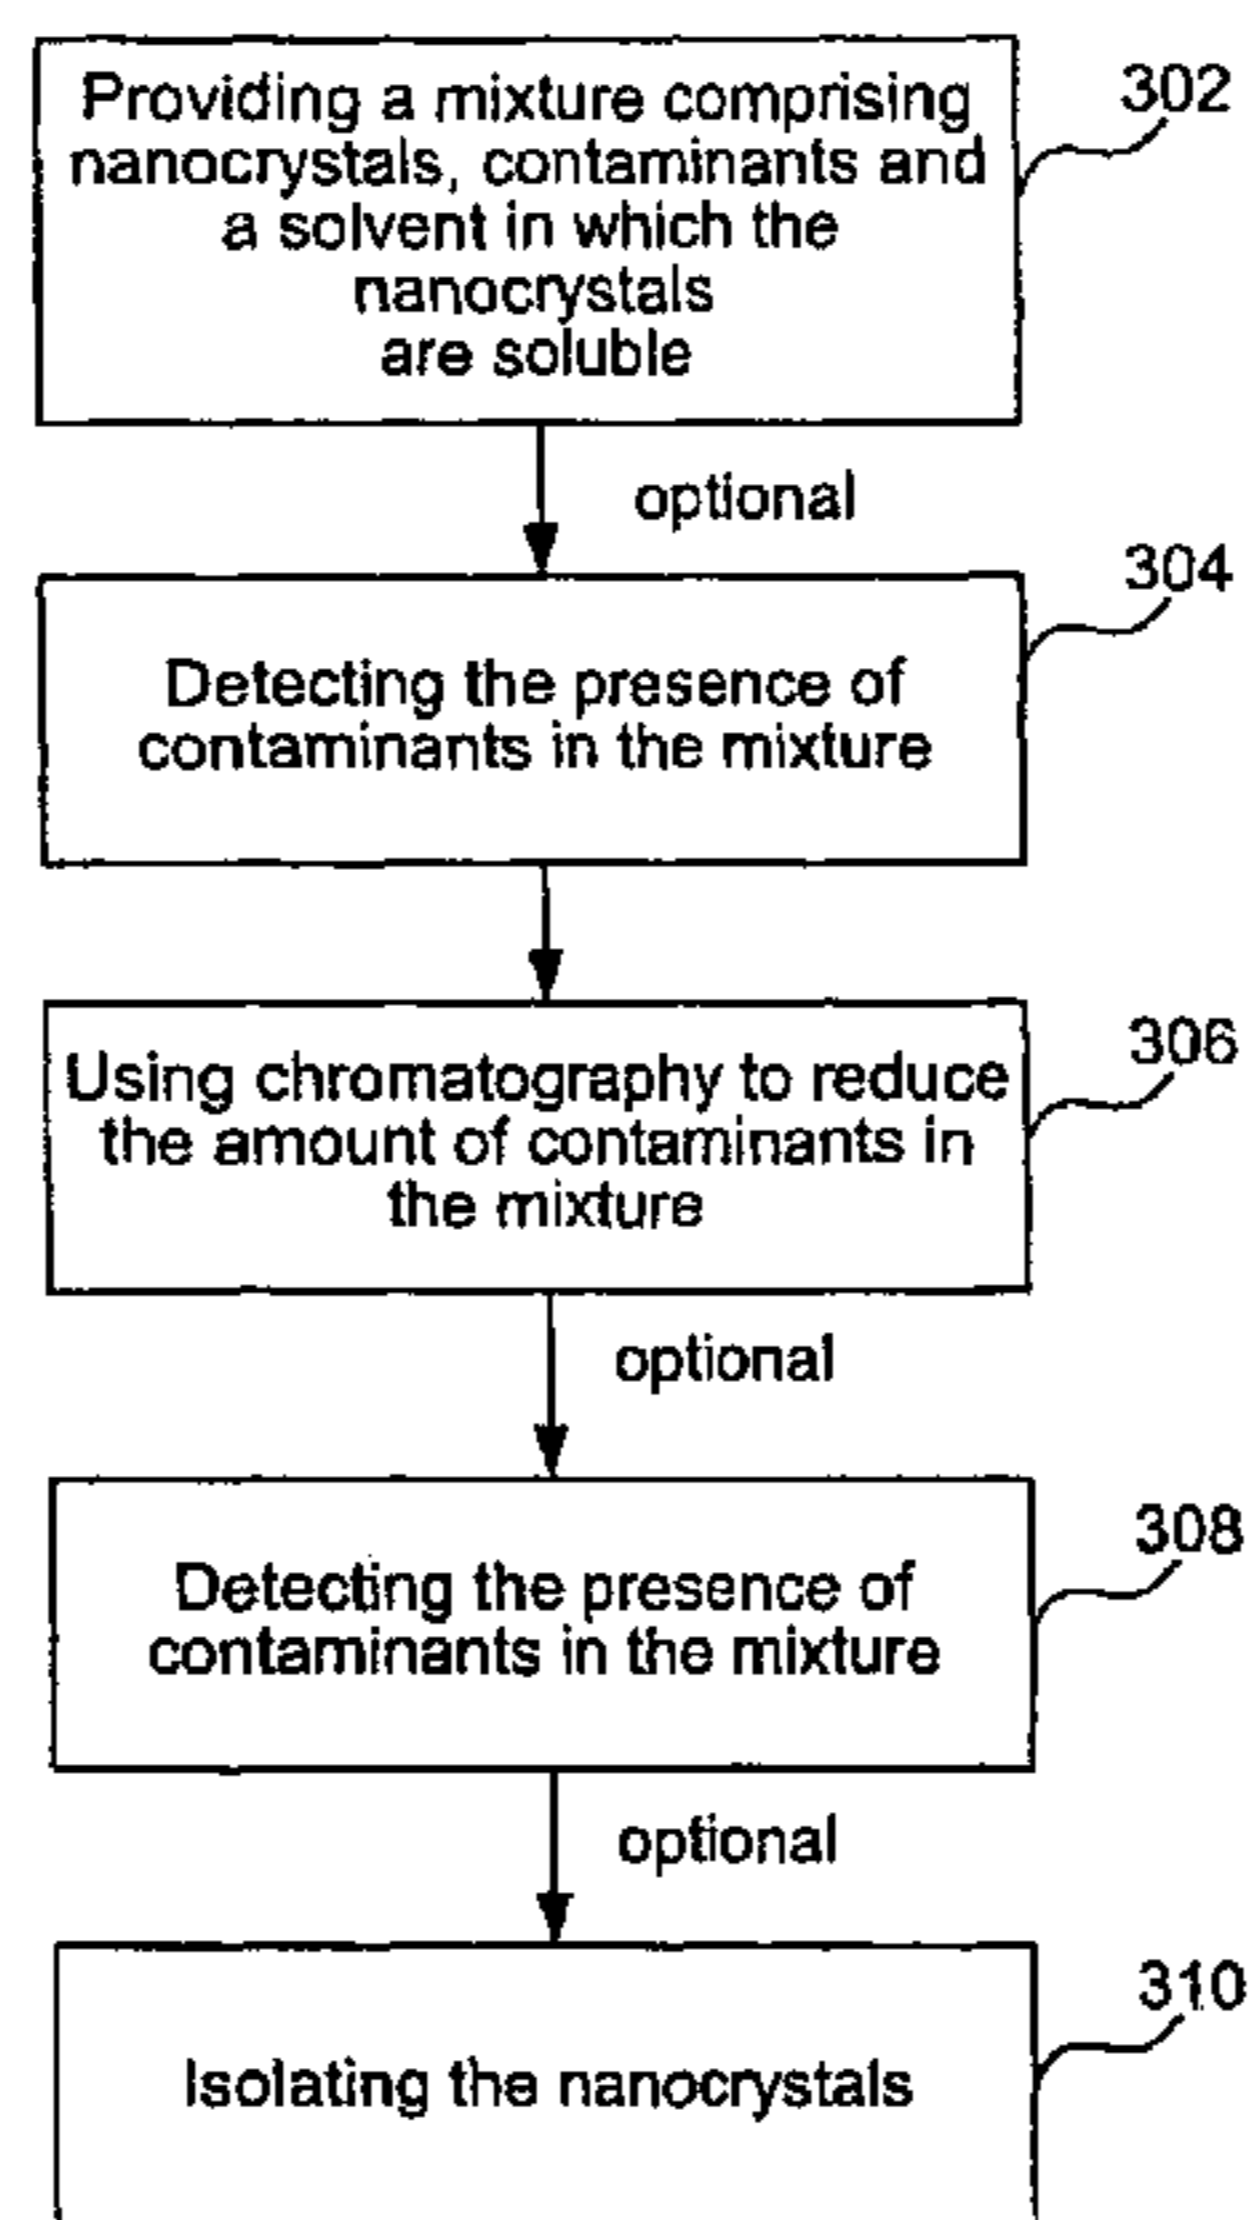 Providing a mixture comprising
nanocrystals, contaminants and
a solvent in which the
nanocrystals
are soluble
302
optional
304
Detecting the presence of
contaminants in the mixture
306
Using chromatography to reduce
the amount of contaminants in
the mixture
optional
308
Detecting the presence of
contaminants in the mixture
optional
310
Isolating the nanocrystals